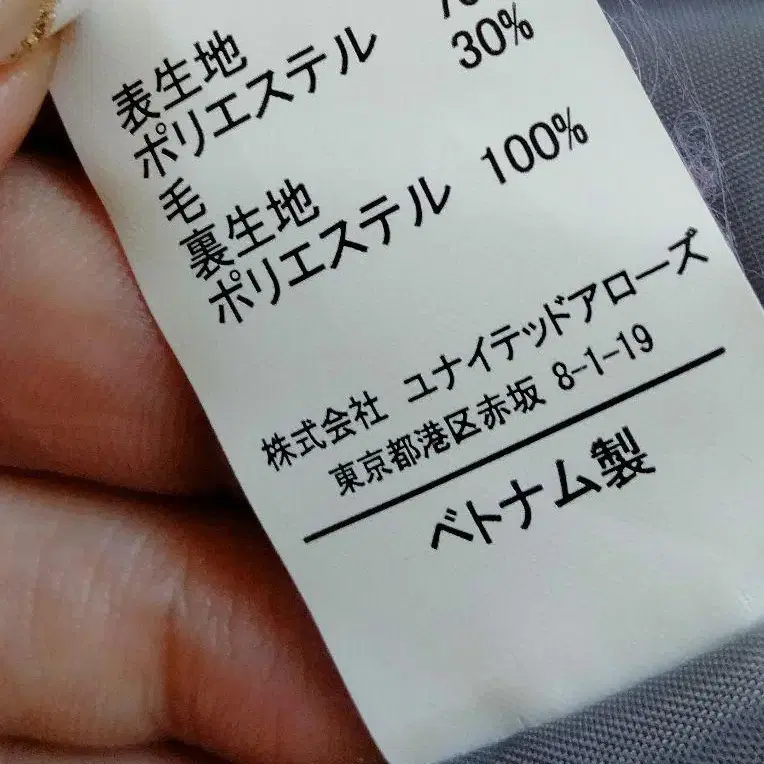 表生地
ポリエステル
毛 30%
裏生地
ポリエステル 100%
株式会社 ユナイテッドアローズ
東京都港区赤坂 8-1-19
ベトナム製